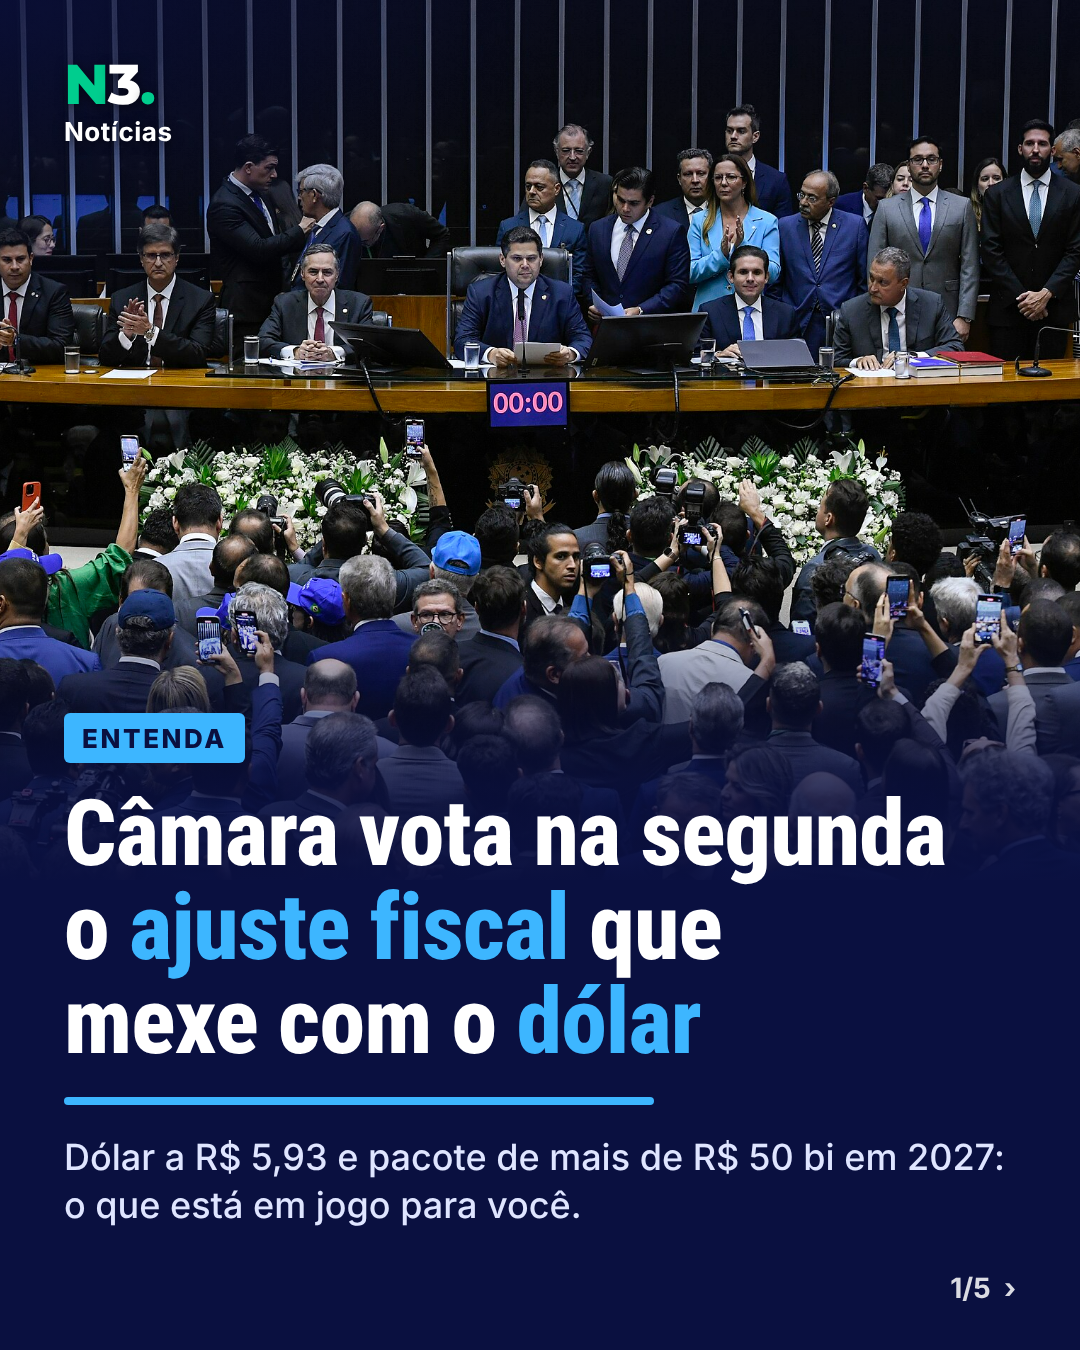 N3.
Notícias
00:00
ENTENDA
Câmara vota na segunda
o ajuste fiscal que
mexe com o dólar
Dólar a R$ 5,93 e pacote de mais de R$ 50 bi em 2027:
o que está em jogo para você.
1/5 ›